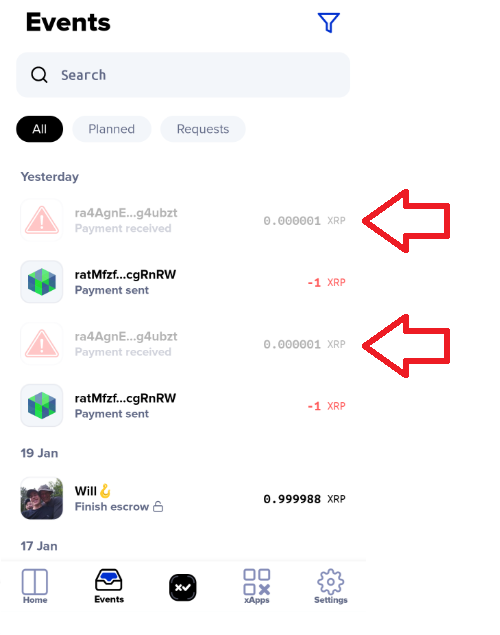 Events
Search
All Planned Requests
Yesterday
ra4AgnE...g4ubzt
Payment received
0.000001 XRP
ratMfzf...cgRnRW
Payment sent
-1 XRP
ra4AgnE...g4ubzt
Payment received
0.000001 XRP
ratMfzf...cgRnRW
Payment sent
-1 XRP
19 Jan
Will🪝
Finish escrow
0.999988 XRP
17 Jan
Home Events xApps Settings